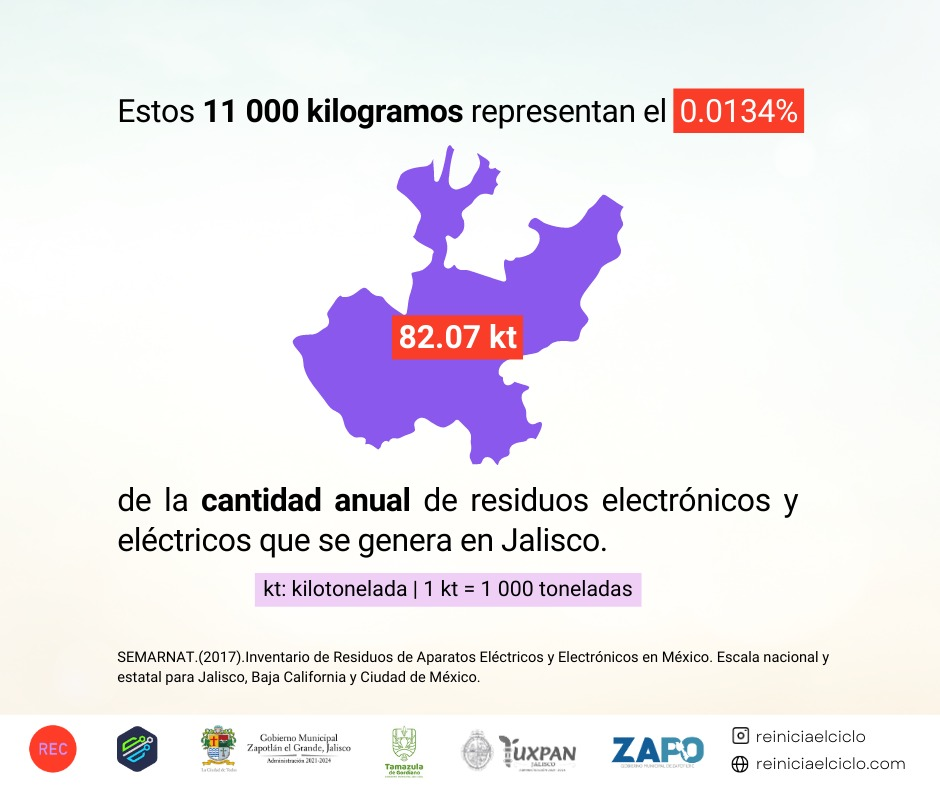 Estos 11 000 kilogramos representan el 0.0134%
82.07 kt
de la cantidad anual de residuos electrónicos y
eléctricos que se genera en Jalisco.
kt: kilotonelada | 1 kt = 1 000 toneladas
SEMARNAT.(2017).Inventario de Residuos de Aparatos Eléctricos y Electrónicos en México. Escala nacional y
estatal para Jalisco, Baja California y Ciudad de México.
REC
Gobierno Municipal
Zapotlán el Grande, Jalisco
Administración 2021-2024
Tamazula
de Gordiano
TUXPAN
JALISCO
ZAPO
reiniciaelciclo
reiniciaelciclo.com